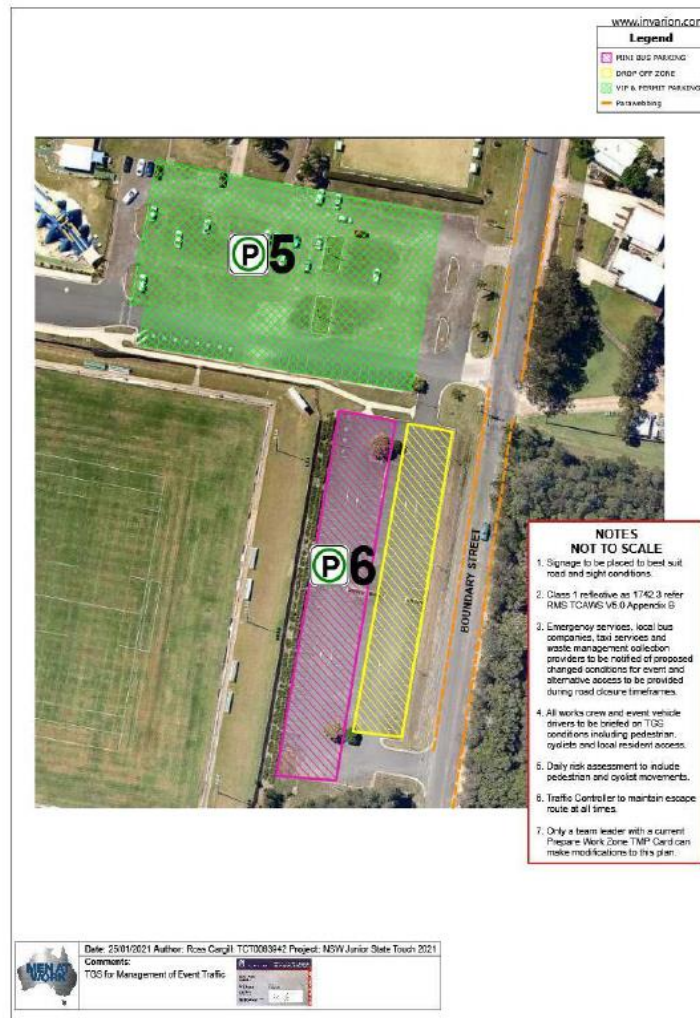 www.invarion.com
Legend
MINI BUS PARKING
DROP OFF ZONE
VIP & PERMIT PARKING
Parawebbing
P 5
P 6
BOUNDARY STREET
NOTES
NOT TO SCALE
1. Signage to be placed to best suit
road and sight conditions.
2. Class 1 reflective as 1742.3 refer
RMS TCAWS V5.0 Appendix B
3. Emergency services, local bus
companies, taxi services and
waste management collection
providers to be notified of proposed
changed conditions for event and
alternative access to be provided
during road closure timeframes.
4. All works crew and event vehicle
drivers to be briefed on TGS
conditions including pedestrian,
cyclists and local resident access.
5. Daily risk assessment to include
pedestrian and cyclist movements.
6. Traffic Controller to maintain escape
route at all times.
7. Only a team leader with a current
Prepare Work Zone TMP Card can
make modifications to this plan.
MEN AT
WORK
Date: 25/01/2021 Author: Ross Cargill TCT0083942 Project: NSW Junior State Touch 2021
Comments:
TGS for Management of Event Traffic